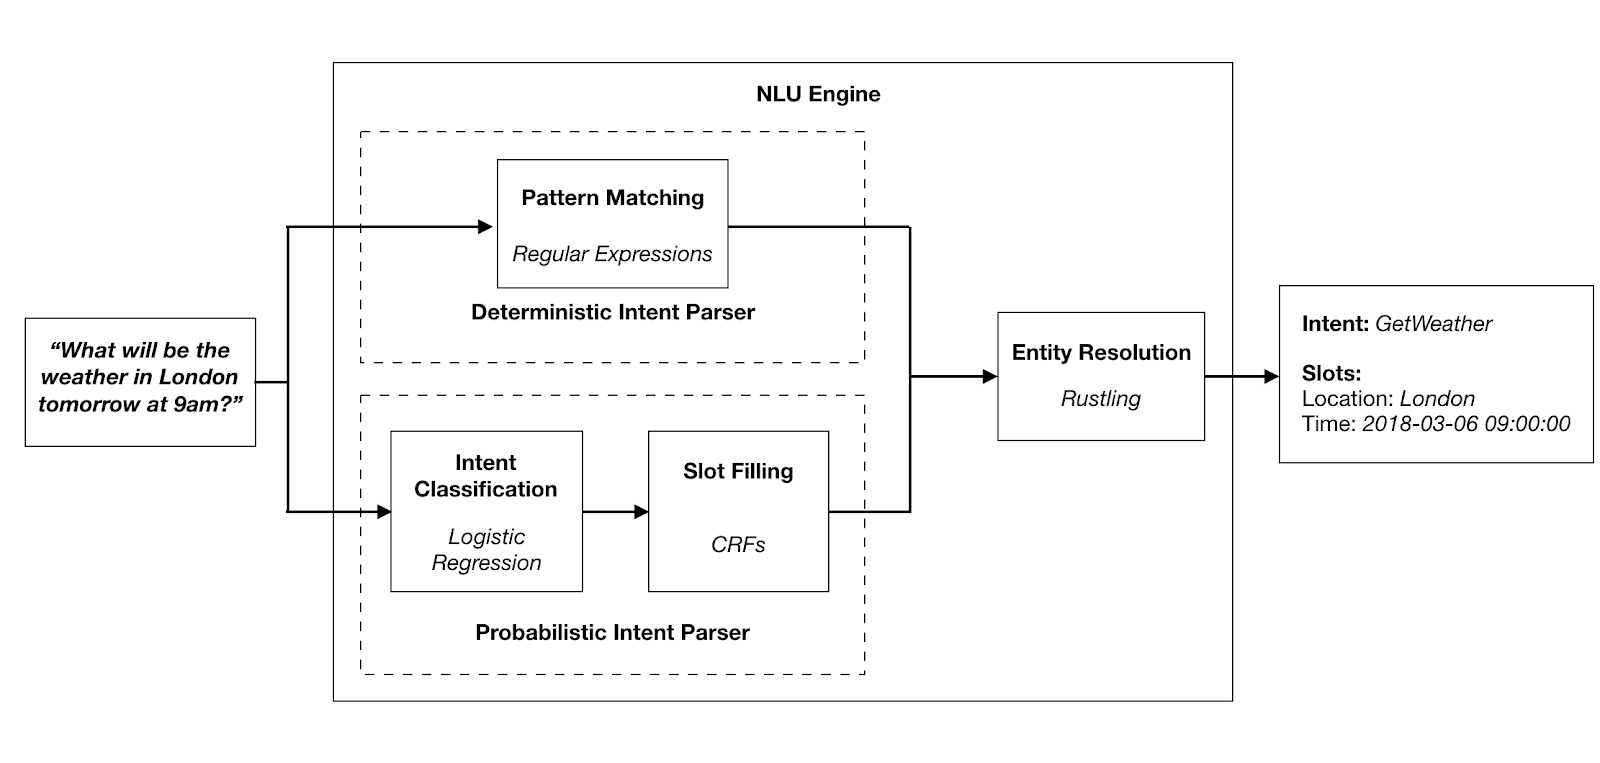 NLU Engine
Pattern Matching
Regular Expressions
Deterministic Intent Parser
“What will be the
weather in London
tomorrow at 9am?”
Intent
Classification
Logistic
Regression
Slot Filling
CRFs
Probabilistic Intent Parser
Entity Resolution
Rustling
Intent: GetWeather
Slots:
Location: London
Time: 2018-03-06 09:00:00